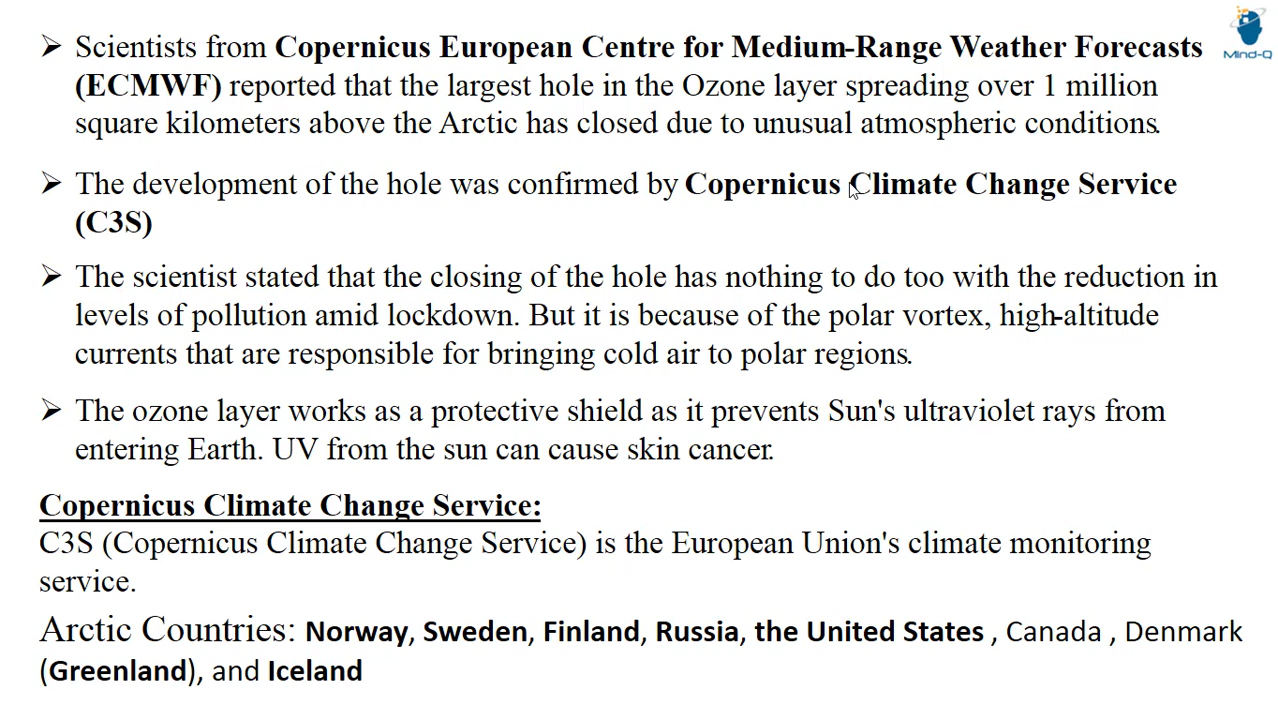 Mind-Q
➢ Scientists from Copernicus European Centre for Medium-Range Weather Forecasts
(ECMWF) reported that the largest hole in the Ozone layer spreading over 1 million
square kilometers above the Arctic has closed due to unusual atmospheric conditions.
➢ The development of the hole was confirmed by Copernicus Climate Change Service
(C3S)
➢ The scientist stated that the closing of the hole has nothing to do too with the reduction in
levels of pollution amid lockdown. But it is because of the polar vortex, high-altitude
currents that are responsible for bringing cold air to polar regions.
➢ The ozone layer works as a protective shield as it prevents Sun's ultraviolet rays from
entering Earth. UV from the sun can cause skin cancer.
Copernicus Climate Change Service:
C3S (Copernicus Climate Change Service) is the European Union's climate monitoring
service.
Arctic Countries: Norway, Sweden, Finland, Russia, the United States , Canada , Denmark
(Greenland), and Iceland